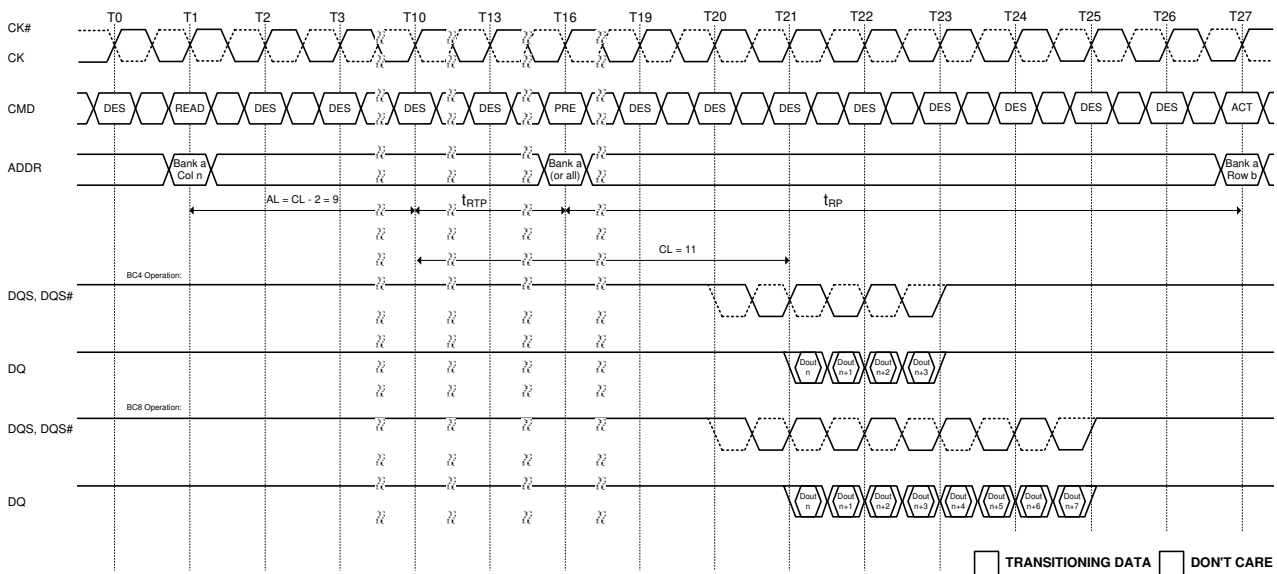 T0 T1 T2 T3 T10 T13 T16 T19 T20 T21 T22 T23 T24 T25 T26 T27
CK#
CK
CMD DES READ DES DES DES DES PRE DES DES DES DES DES DES DES DES ACT
ADDR Bank a Bank a Bank a
Col n (or all) Row b
AL = CL - 2 = 9 tRTP tRP
CL = 11
BC4 Operation:
DQS, DQS#
DQ Dout Dout Dout Dout
n n+1 n+2 n+3
BC8 Operation:
DQS, DQS#
DQ Dout Dout Dout Dout Dout Dout Dout Dout
n n+1 n+2 n+3 n+4 n+5 n+6 n+7
TRANSITIONING DATA DON'T CARE